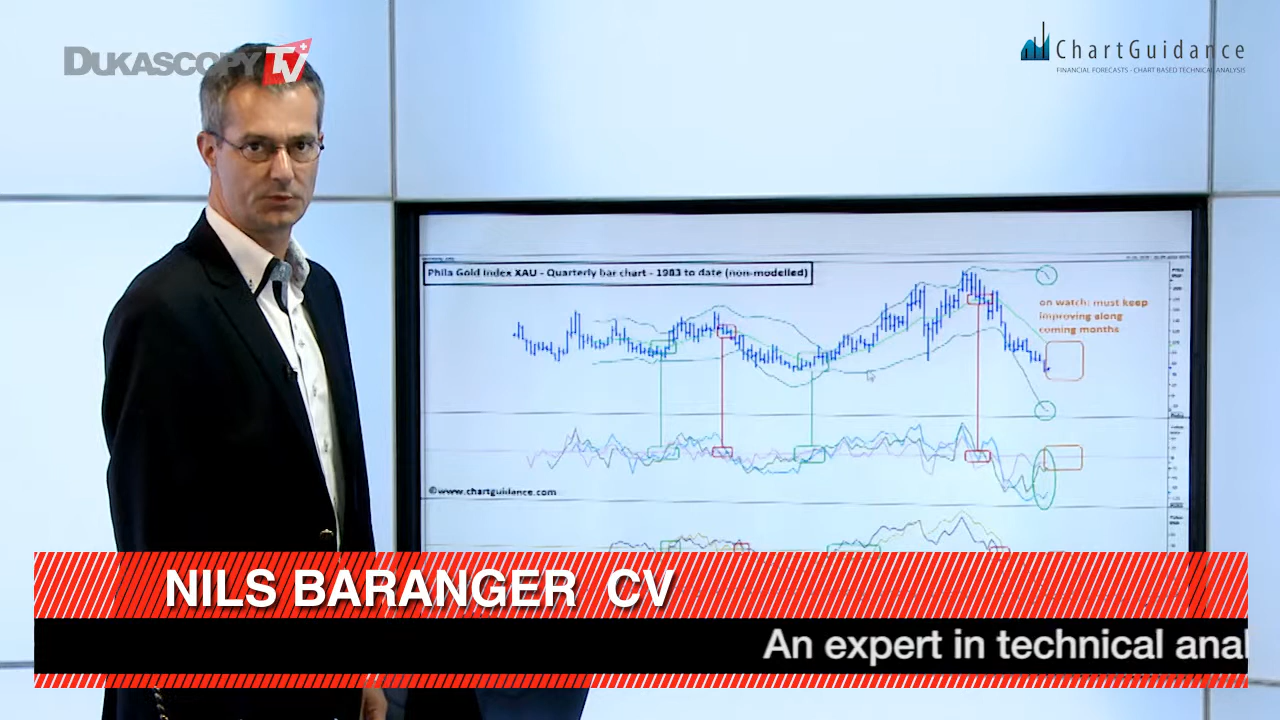 DUKASCOPY TV
ChartGuidance
FINANCIAL FORECASTS - CHART BASED TECHNICAL ANALYSIS
Phila Gold Index XAU - Quarterly bar chart - 1983 to date (non-modelled)
on watch: must keep
improving along
coming months
©www.chartguidance.com
NILS BARANGER CV
An expert in technical anal